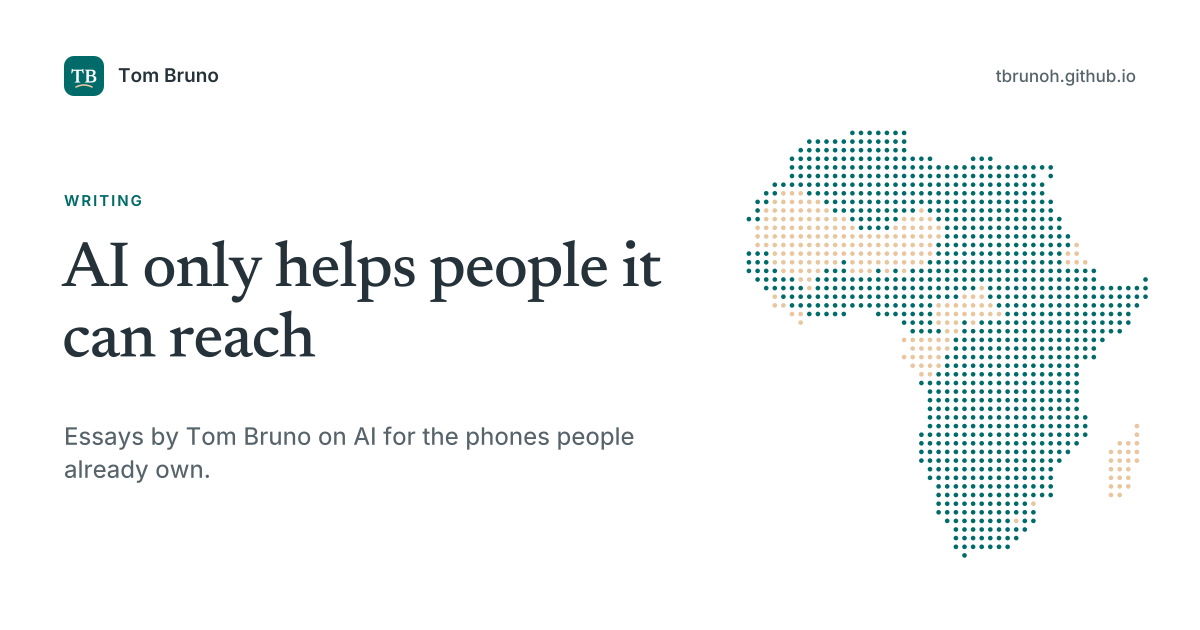 TB
Tom Bruno
tbrunoh.github.io
WRITING
AI only helps people it
can reach
Essays by Tom Bruno on AI for the phones people
already own.